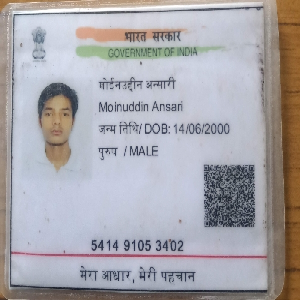 भारत सरकार
GOVERNMENT OF INDIA
मोईनउद्दीन अन्सारी
Moinuddin Ansari
जन्म तिथि/ DOB: 14/06/2000
पुरुष / MALE
5414 9105 3402
मेरा आधार, मेरी पहचान